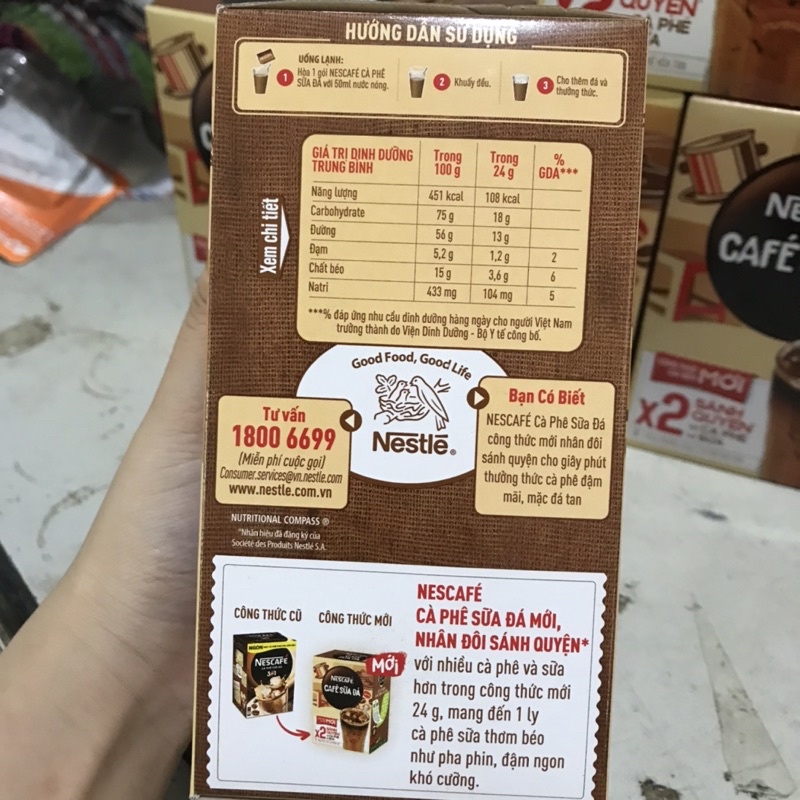 HƯỚNG DẪN SỬ DỤNG
UỐNG LẠNH:
1 Hòa 1 gói NESCAFÉ CÀ PHÊ
SỮA ĐÁ với 50ml nước nóng.
2 Khuấy đều.
3 Cho thêm đá và
thưởng thức.
Xem chi tiết
GIÁ TRỊ DINH DƯỠNG TRUNG BÌNH Trong 100 g Trong 24 g % GDA***
Năng lượng 451 kcal 108 kcal
Carbohydrate 75 g 18 g
Đường 56 g 13 g
Đạm 5,2 g 1,2 g 2
Chất béo 15 g 3,6 g 6
Natri 433 mg 104 mg 5
***% đáp ứng nhu cầu dinh dưỡng hàng ngày cho người Việt Nam
trưởng thành do Viện Dinh Dưỡng - Bộ Y tế công bố.
Good Food, Good Life
Nestlé®
Tư vấn
1800 6699
(Miễn phí cuộc gọi)
Consumer.services@vn.nestle.com
www.nestle.com.vn
Bạn Có Biết
NESCAFÉ Cà Phê Sữa Đá
công thức mới nhân đôi
sánh quyện cho giây phút
thưởng thức cà phê đậm
mãi, mặc đá tan
NUTRITIONAL COMPASS ®
"Nhãn hiệu đã đăng ký của
Société des Produits Nestlé S.A.
CÔNG THỨC CŨ
CÔNG THỨC MỚI
NESCAFÉ
3in1
MỚI
NESCAFÉ
CAFÉ SỮA ĐÁ
MỚI
x2
NESCAFÉ
CÀ PHÊ SỮA ĐÁ MỚI,
NHÂN ĐÔI SÁNH QUYỆN*
với nhiều cà phê và sữa
hơn trong công thức mới
24 g, mang đến 1 ly
cà phê sữa thơm béo
như pha phin, đậm ngon
khó cưỡng.
QUYỆN
CÀ PHÊ
CAFÉ
MỚI
x2 SÁNH
QUYỆN